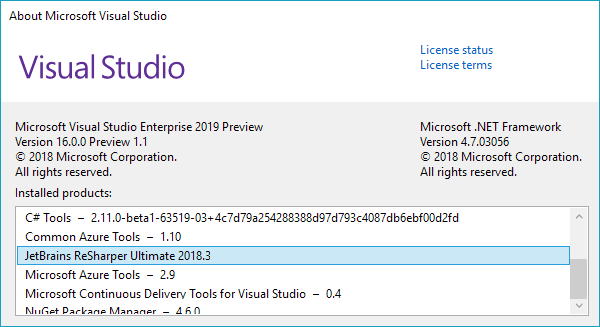 About Microsoft Visual Studio
Visual Studio
License status
License terms
Microsoft Visual Studio Enterprise 2019 Preview
Version 16.0.0 Preview 1.1
© 2018 Microsoft Corporation.
All rights reserved.
Microsoft .NET Framework
Version 4.7.03056
© 2018 Microsoft Corporation.
All rights reserved.
Installed products:
C# Tools – 2.11.0-beta1-63519-03+4c7d79a254288388d97d793c4087db6ebf00d2fd
Common Azure Tools – 1.10
JetBrains ReSharper Ultimate 2018.3
Microsoft Azure Tools – 2.9
Microsoft Continuous Delivery Tools for Visual Studio – 0.4
NuGet Package Manager – 4.6.0